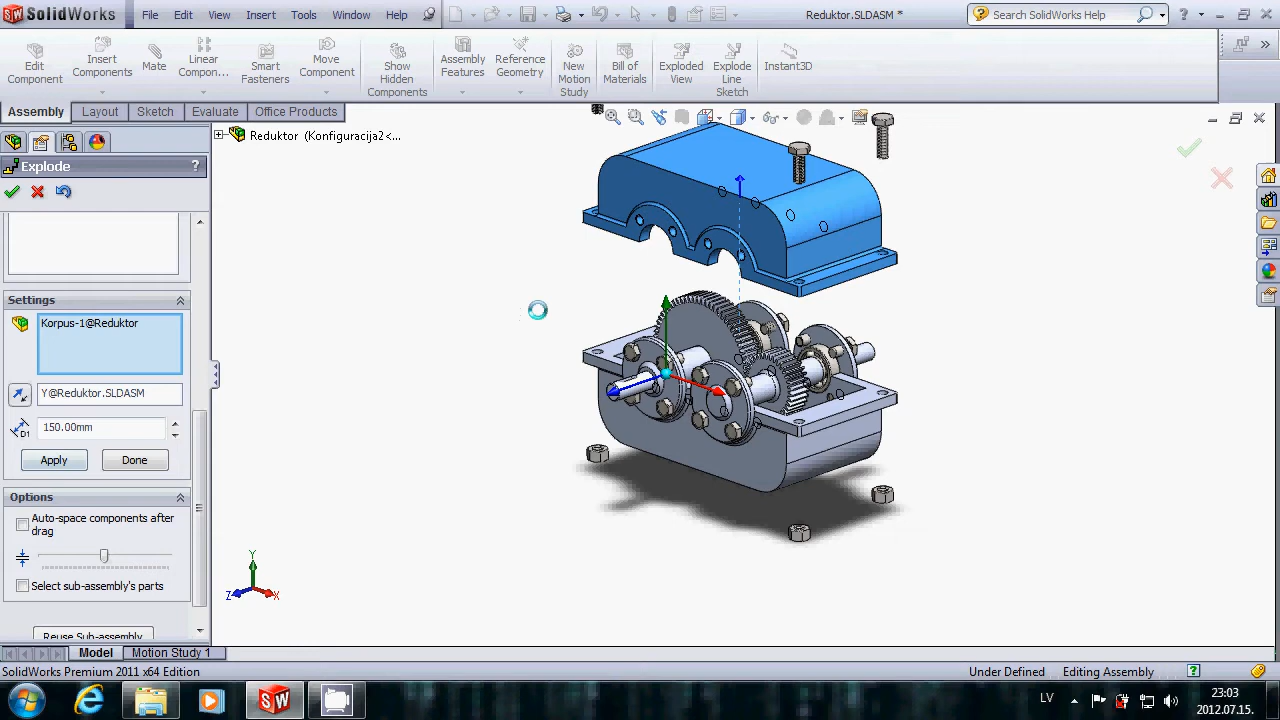 SolidWorks File Edit View Insert Tools Window Help Reduktor.SLDASM * Search SolidWorks Help
Edit Component
Insert Components
Mate
Linear Compon...
Smart Fasteners
Move Component
Show Hidden Components
Assembly Features
Reference Geometry
New Motion Study
Bill of Materials
Exploded View
Explode Line Sketch
Instant3D
Assembly Layout Sketch Evaluate Office Products
Reduktor (Konfiguracija2<...
Explode ?
Settings
Korpus-1@Reduktor
Y@Reduktor.SLDASM
D1 150.00mm
Apply Done
Options
Auto-space components after
drag
Select sub-assembly's parts
Reuse Sub-assembly
Y
Z X
Model Motion Study 1
SolidWorks Premium 2011 x64 Edition Under Defined Editing Assembly
LV 23:03
2012.07.15.